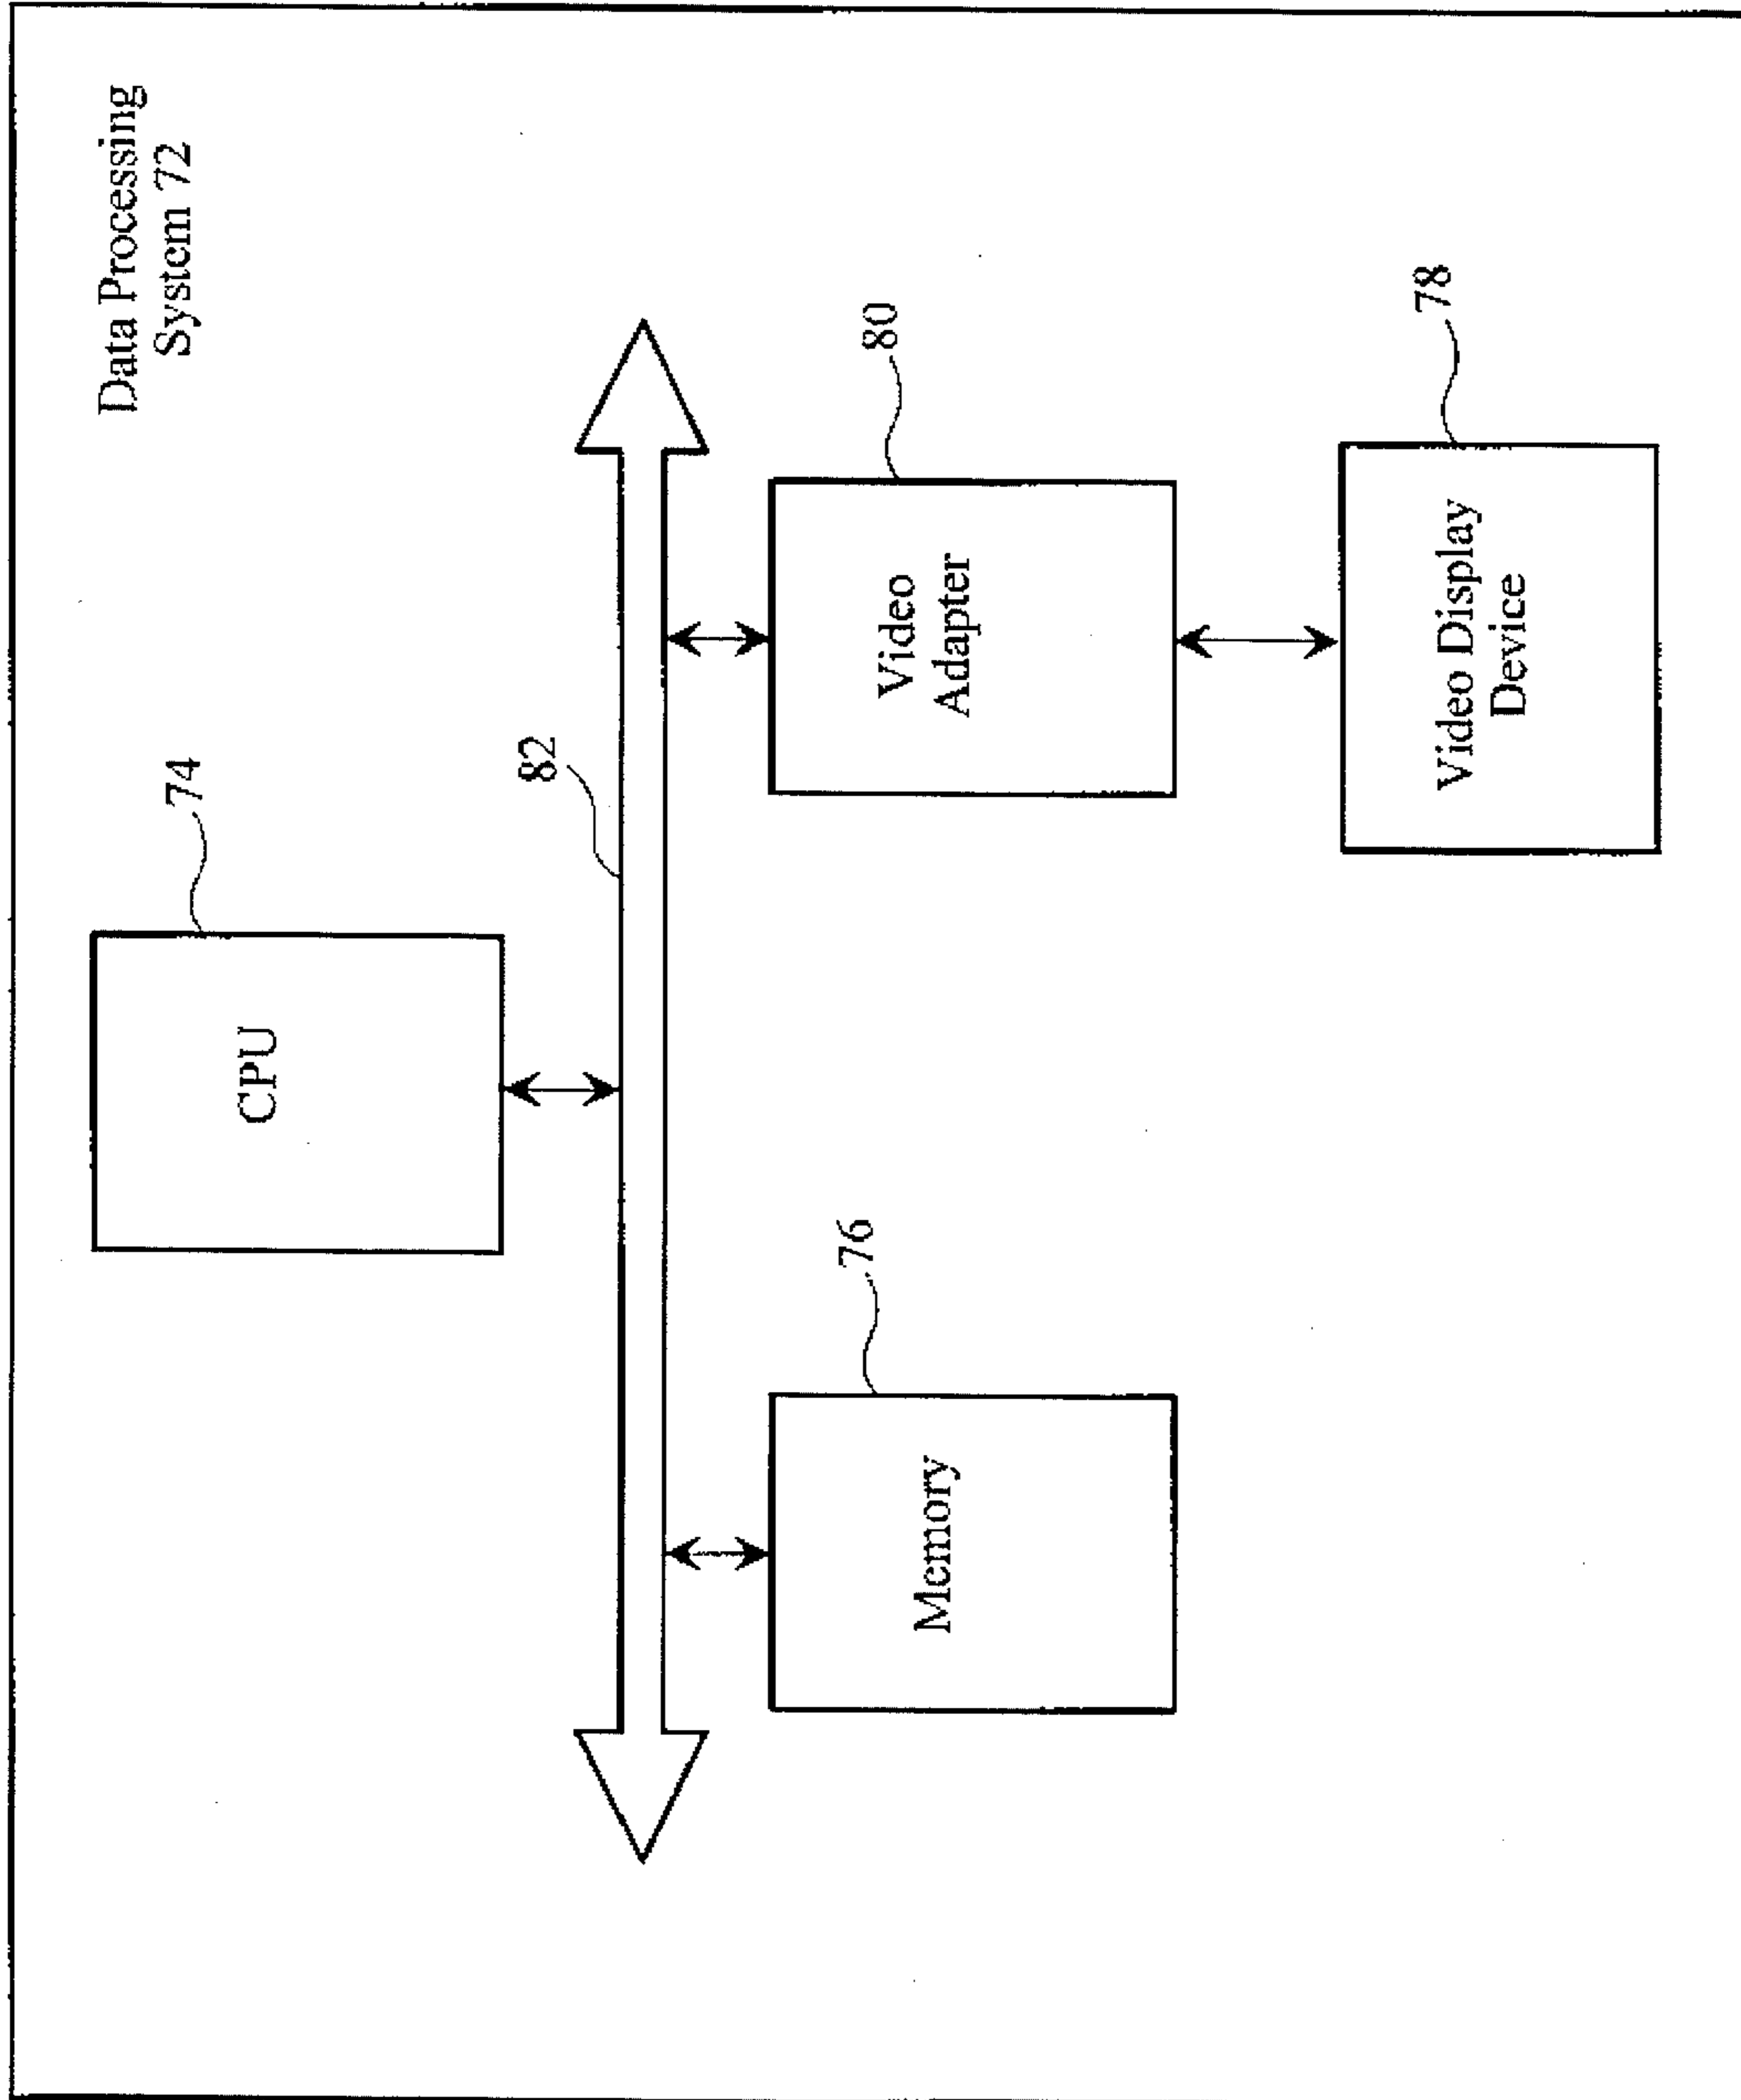 Data Processing
System 72
74
CPU
82
76
80
Memory
Video
Adapter
78
Video Display
Device